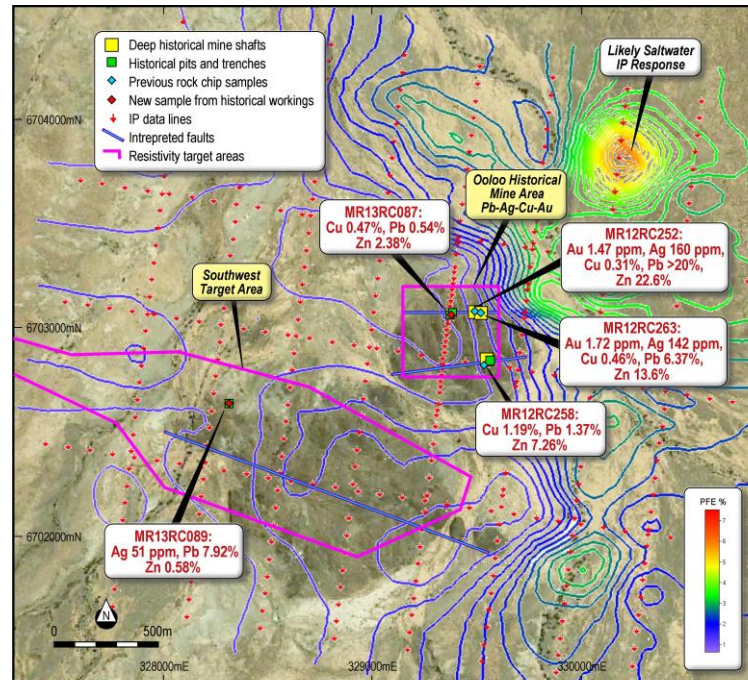 Deep historical mine shafts
Historical pits and trenches
Previous rock chip samples
New sample from historical workings
IP data lines
Intrepreted faults
Resistivity target areas
Likely Saltwater
IP Response
Ooloo Historical
Mine Area
Pb-Ag-Cu-Au
MR13RC087:
Cu 0.47%, Pb 0.54%
Zn 2.38%
MR12RC252:
Au 1.47 ppm, Ag 160 ppm,
Cu 0.31%, Pb >20%,
Zn 22.6%
Southwest
Target Area
MR12RC263:
Au 1.72 ppm, Ag 142 ppm,
Cu 0.46%, Pb 6.37%,
Zn 13.6%
MR12RC258:
Cu 1.19%, Pb 1.37%
Zn 7.26%
MR13RC089:
Ag 51 ppm, Pb 7.92%
Zn 0.58%
6704000mN
6703000mN
6702000mN
N
0 500m
328000mE 329000mE 330000mE
PFE %
7
6
5
4
3
2
1